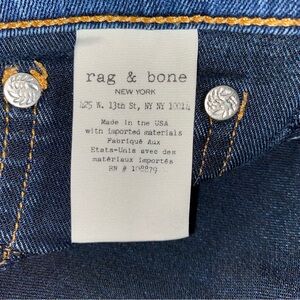 rag & bone
NEW YORK
425 W. 13th St, NY NY 10014
Made in the USA
with imported materials
Fabriqué Aux
Etats-Unis avec des
matériaux importés
RN # 108879